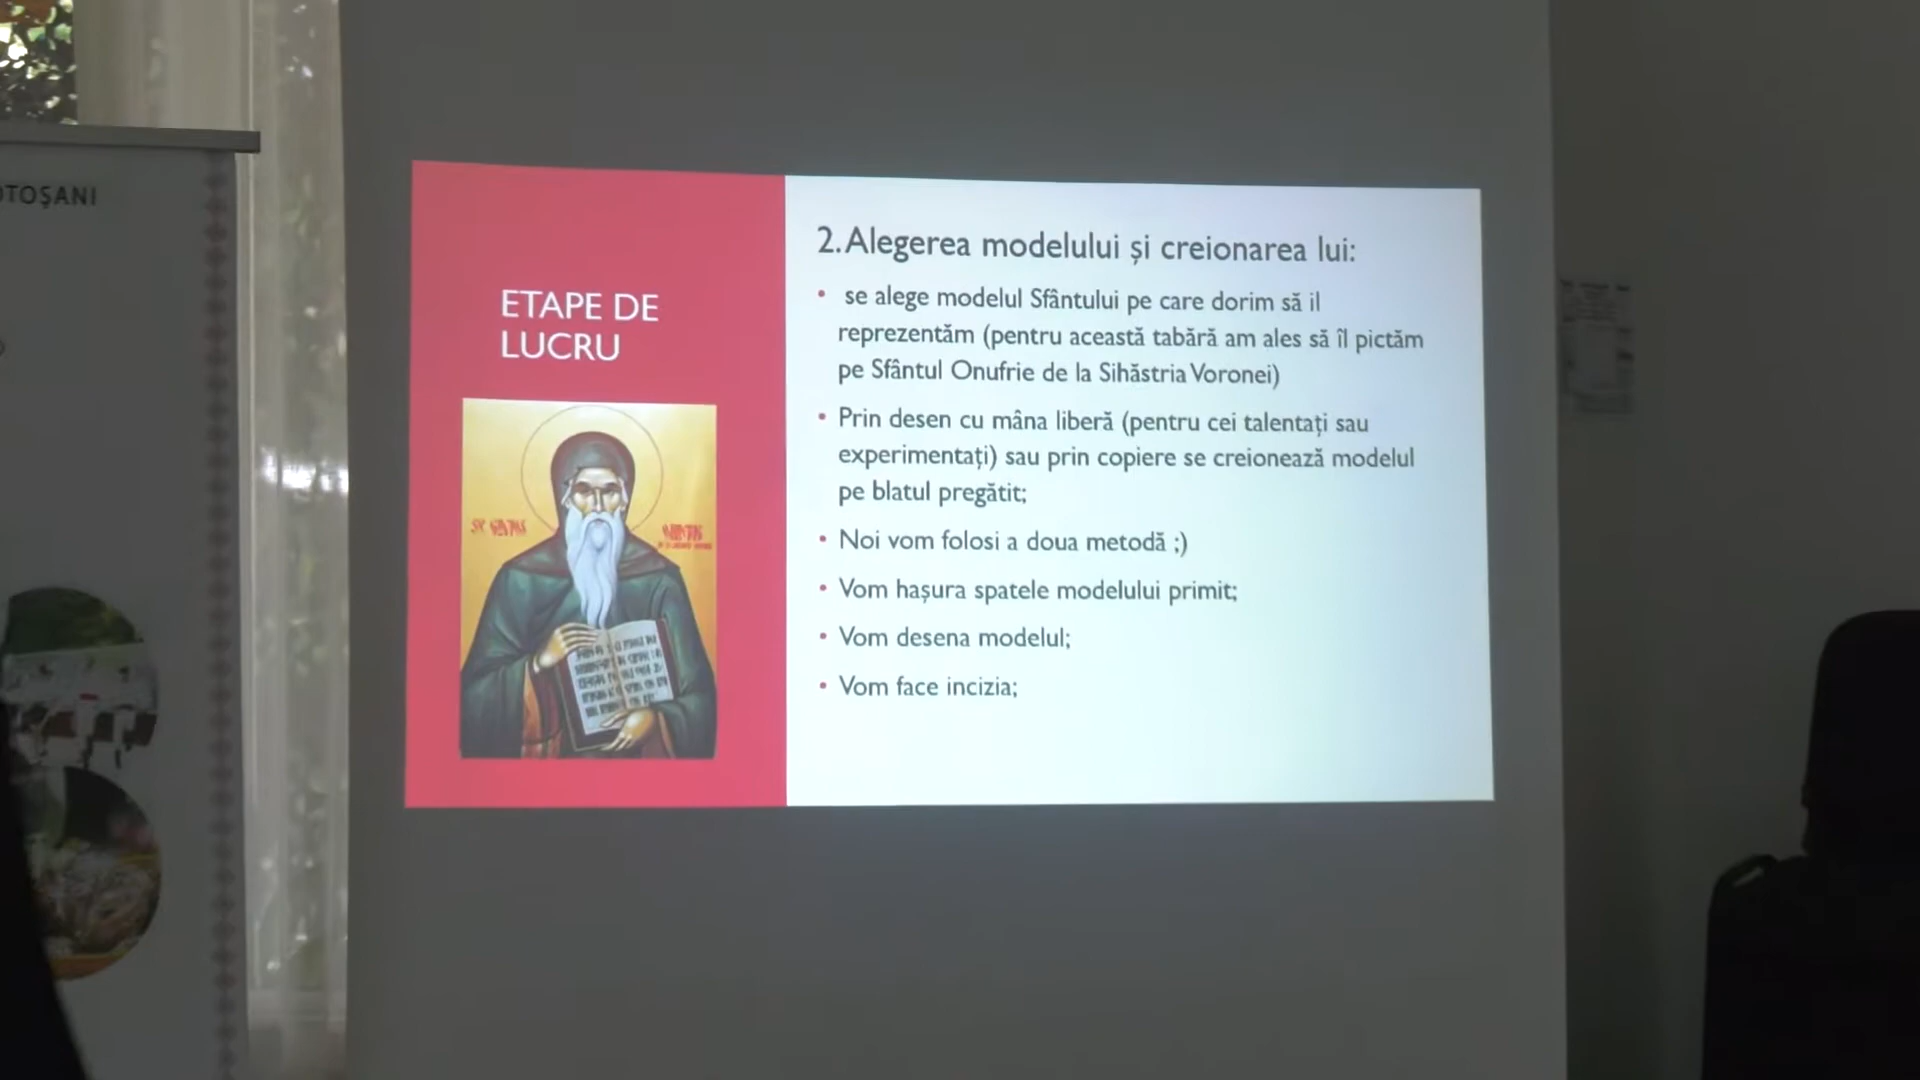 OTOŞANI
ETAPE DE
LUCRU
2. Alegerea modelului și creionarea lui:
• se alege modelul Sfântului pe care dorim să il
reprezentăm (pentru această tabără am ales să îl pictăm
pe Sfântul Onufrie de la Sihăstria Voronei)
• Prin desen cu mâna liberă (pentru cei talentați sau
experimentați) sau prin copiere se creionează modelul
pe blatul pregătit;
• Noi vom folosi a doua metodă ;)
• Vom hașura spatele modelului primit;
• Vom desena modelul;
• Vom face incizia;